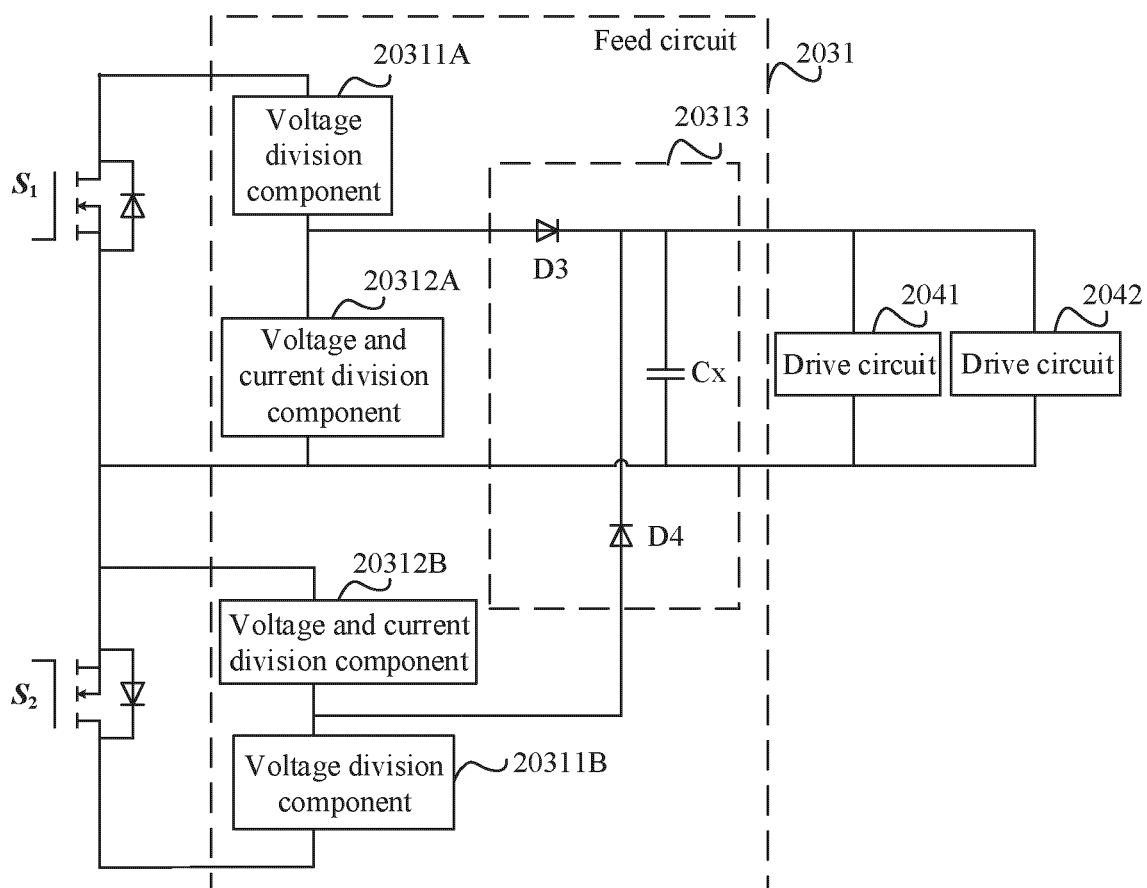 Feed circuit
2031
20311A
Voltage
division
component
20313
S1
D3
20312A
Voltage and
current division
component
Cx
2041
Drive circuit
2042
Drive circuit
D4
20312B
Voltage and current
division component
S2
Voltage division
component
20311B